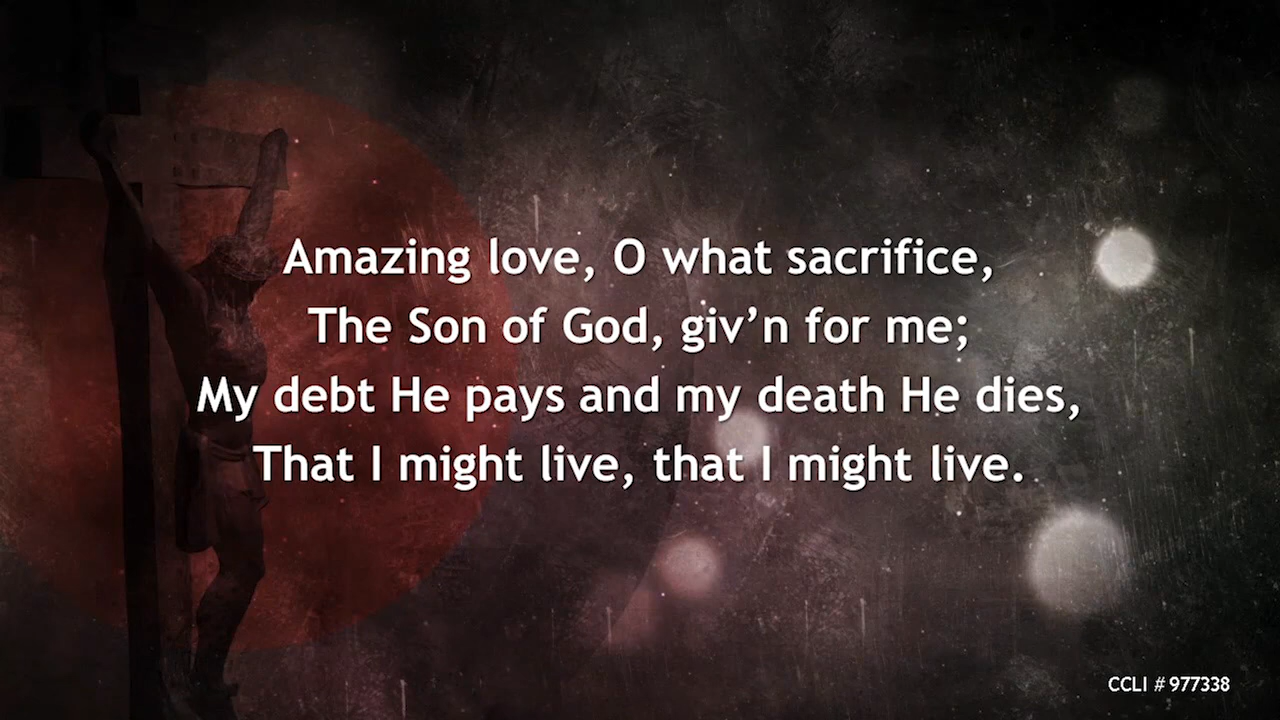 Amazing love, O what sacrifice,
The Son of God, giv’n for me;
My debt He pays and my death He dies,
That I might live, that I might live.
CCLI # 977338